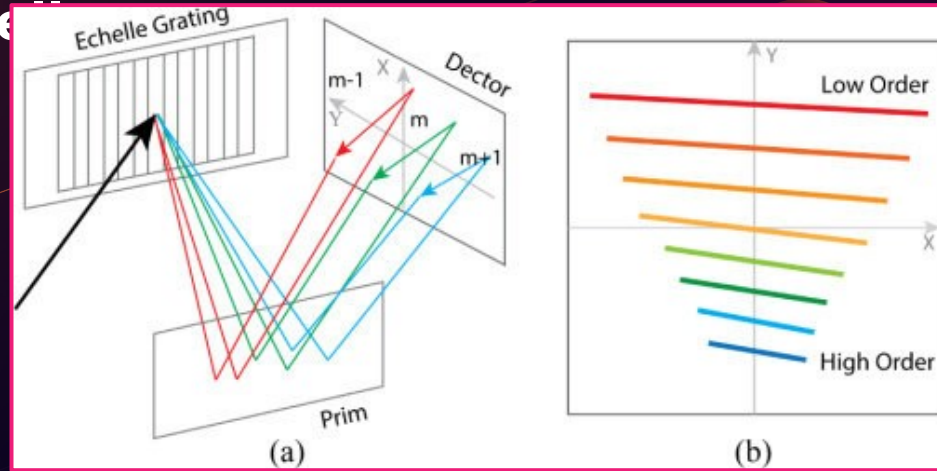 Echelle Grating
Dector
X
m-1
Y
m
m+1
Prim
(a)
Y
Low Order
X
High Order
(b)